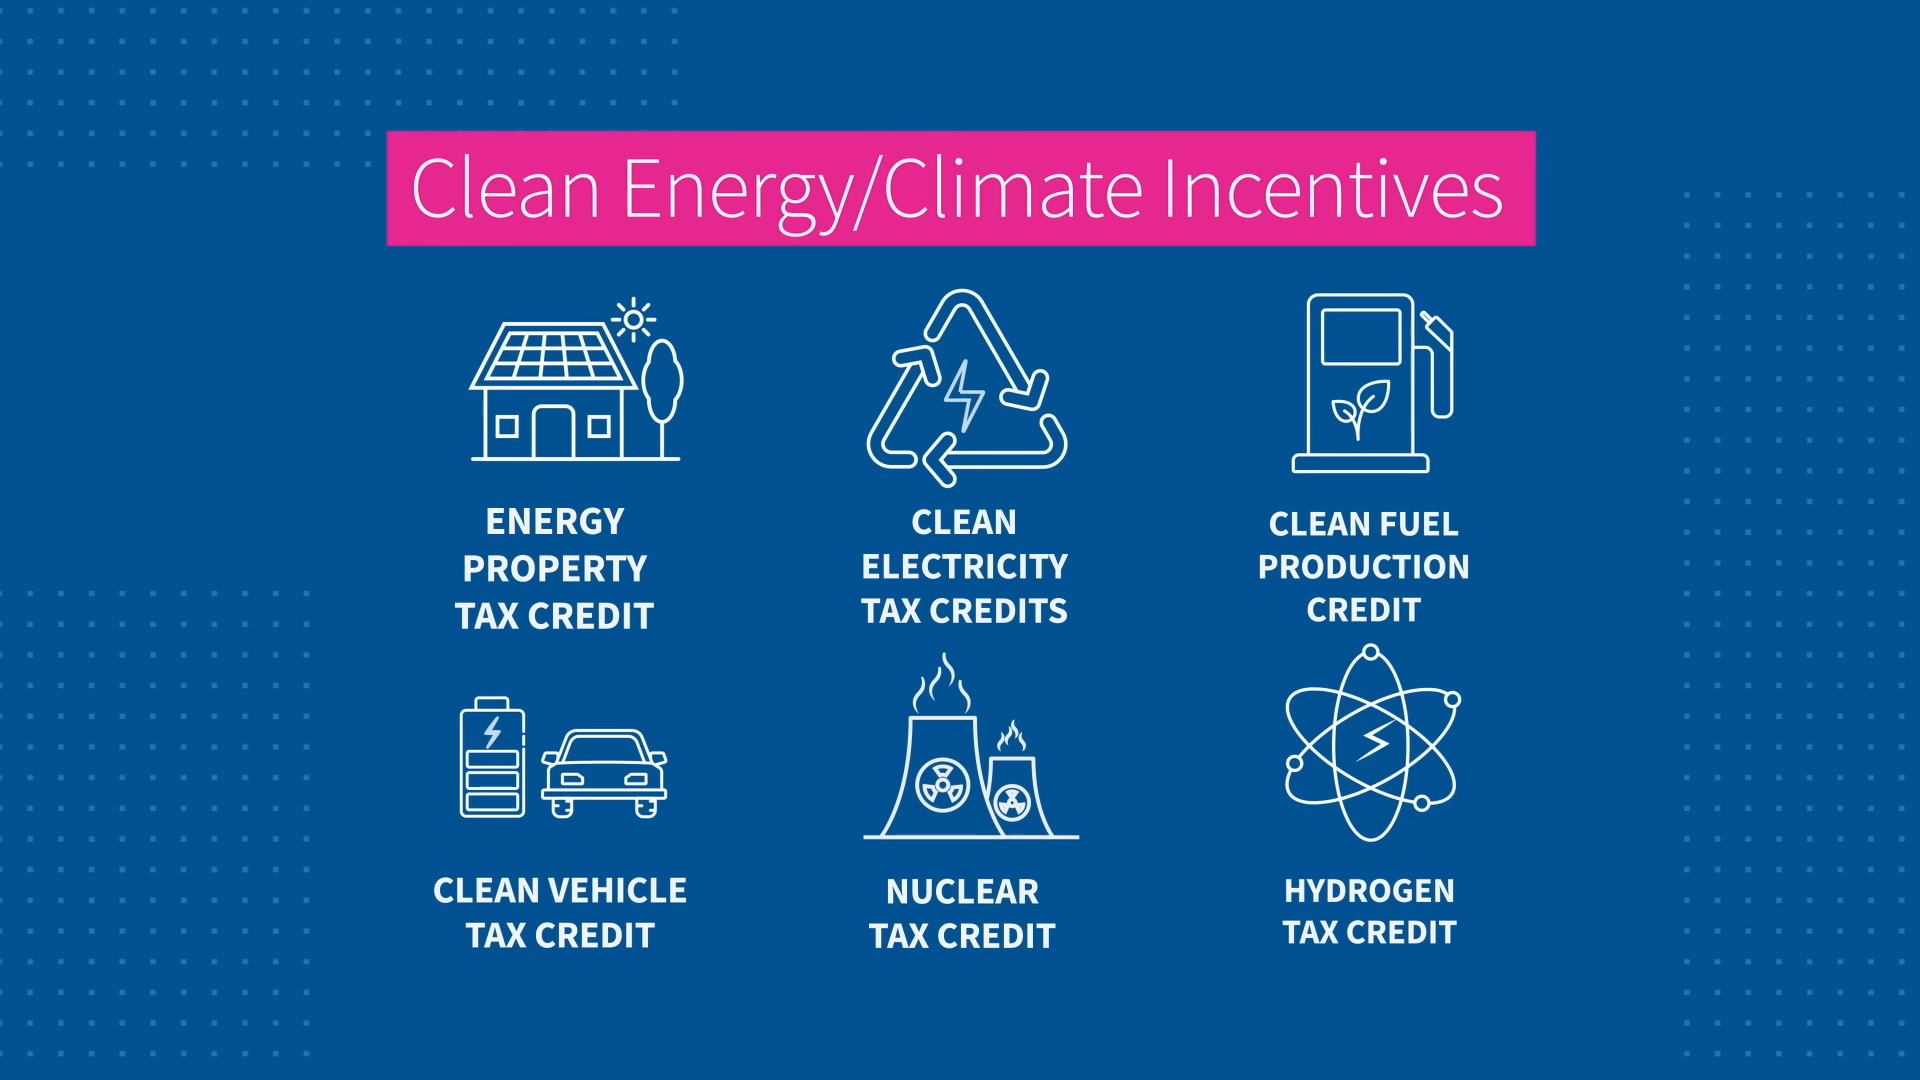 Clean Energy/Climate Incentives
ENERGY
PROPERTY
TAX CREDIT
CLEAN
ELECTRICITY
TAX CREDITS
CLEAN FUEL
PRODUCTION
CREDIT
CLEAN VEHICLE
TAX CREDIT
NUCLEAR
TAX CREDIT
HYDROGEN
TAX CREDIT